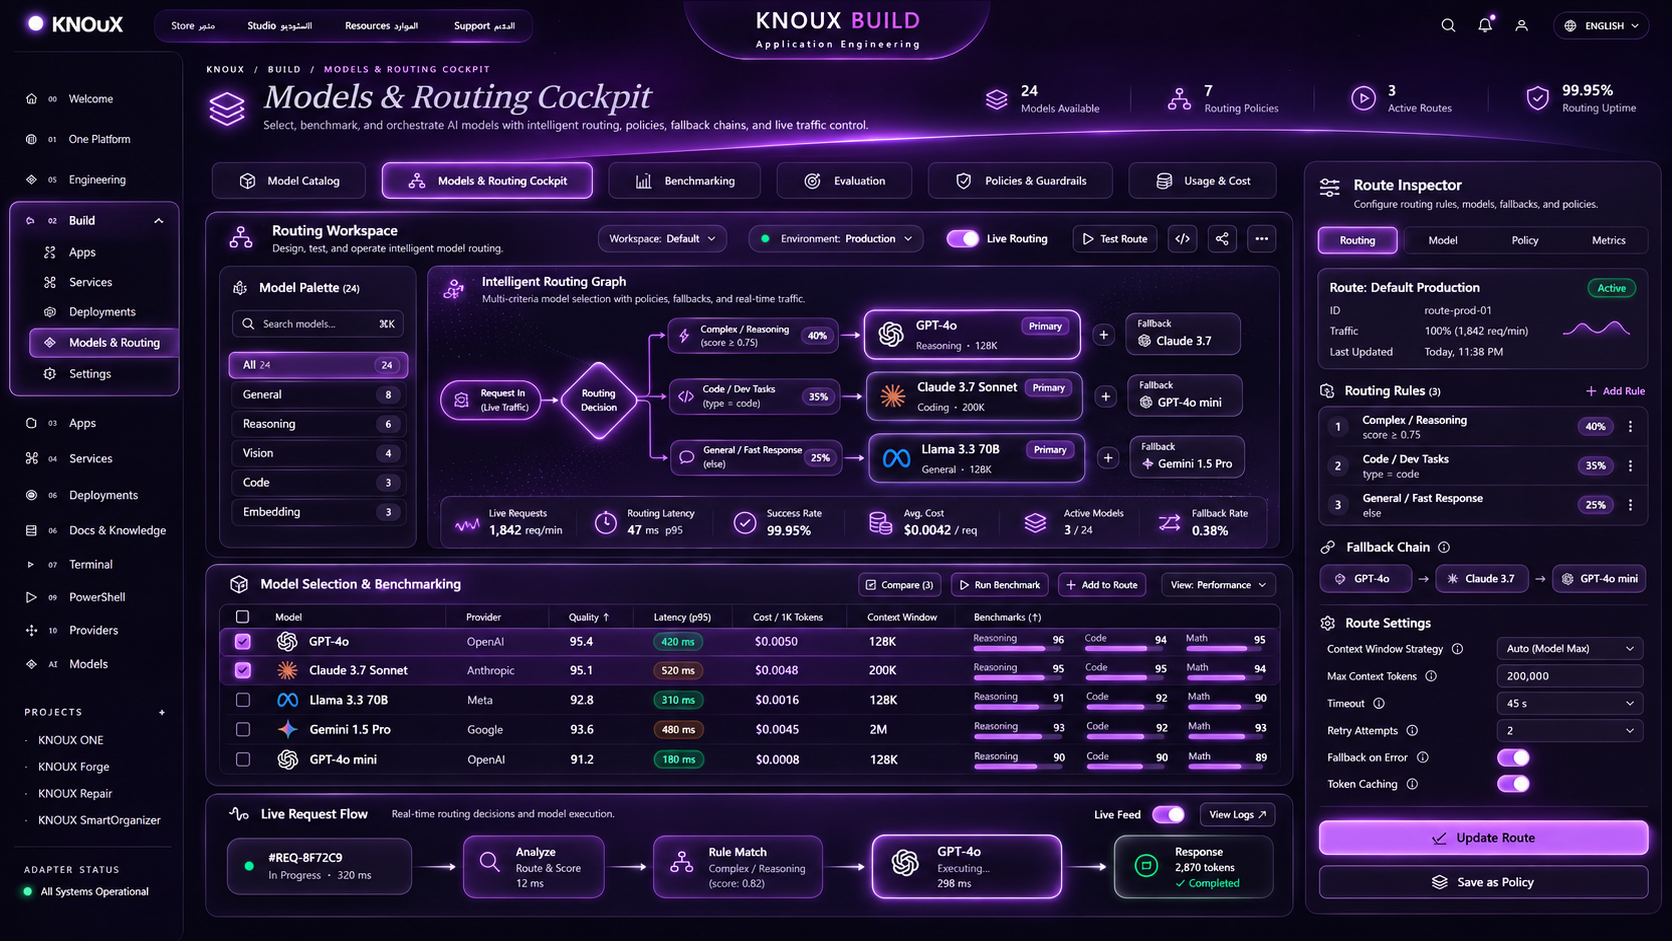 KNOuX
Store متجر
Studio الاستوديو
Resources الموارد
Support الدعم
KNOUX BUILD
Application Engineering
ENGLISH
00 Welcome
01 One Platform
05 Engineering
02 Build
Apps
Services
Deployments
Models & Routing
Settings
03 Apps
04 Services
06 Deployments
06 Docs & Knowledge
07 Terminal
09 PowerShell
10 Providers
AI Models
PROJECTS +
KNOUX ONE
KNOUX Forge
KNOUX Repair
KNOUX SmartOrganizer
ADAPTER STATUS
All Systems Operational
KNOUX / BUILD / MODELS & ROUTING COCKPIT
Models & Routing Cockpit
Select, benchmark, and orchestrate AI models with intelligent routing, policies, fallback chains, and live traffic control.
24
Models Available
7
Routing Policies
3
Active Routes
99.95%
Routing Uptime
Model Catalog
Models & Routing Cockpit
Benchmarking
Evaluation
Policies & Guardrails
Usage & Cost
Routing Workspace
Design, test, and operate intelligent model routing.
Workspace: Default
Environment: Production
Live Routing
Test Route
Model Palette (24)
Search models... ⌘K
All 24 24
General 8
Reasoning 6
Vision 4
Code 3
Embedding 3
Intelligent Routing Graph
Multi-criteria model selection with policies, fallbacks, and real-time traffic.
Request In
(Live Traffic)
Routing
Decision
Complex / Reasoning
(score ≥ 0.75)
40%
GPT-4o
Primary
Reasoning • 128K
+
Fallback
Claude 3.7
Code / Dev Tasks
(type = code)
35%
Claude 3.7 Sonnet
Primary
Coding • 200K
+
Fallback
GPT-4o mini
General / Fast Response
(else)
25%
Llama 3.3 70B
Primary
General • 128K
+
Fallback
Gemini 1.5 Pro
Live Requests
1,842 req/min
Routing Latency
47 ms p95
Success Rate
99.95%
Avg. Cost
$0.0042 / req
Active Models
3 / 24
Fallback Rate
0.38%
Model Selection & Benchmarking
Compare (3)
Run Benchmark
+ Add to Route
View: Performance
Model Provider Quality ↑ Latency (p95) Cost / 1K Tokens Context Window Benchmarks (↑)
GPT-4o OpenAI 95.4 420 ms $0.0050 128K Reasoning 96 Code 94 Math 95
Claude 3.7 Sonnet Anthropic 95.1 520 ms $0.0048 200K Reasoning 95 Code 95 Math 94
Llama 3.3 70B Meta 92.8 310 ms $0.0016 128K Reasoning 91 Code 92 Math 90
Gemini 1.5 Pro Google 93.6 480 ms $0.0045 2M Reasoning 93 Code 92 Math 93
GPT-4o mini OpenAI 91.2 180 ms $0.0008 128K Reasoning 90 Code 90 Math 89
Live Request Flow
Real-time routing decisions and model execution.
Live Feed
View Logs ↗
#REQ-8F72C9
In Progress • 320 ms
Analyze
Route & Score
12 ms
Rule Match
Complex / Reasoning
(score: 0.82)
GPT-4o
Executing...
298 ms
Response
2,870 tokens
✓ Completed
Route Inspector
Configure routing rules, models, fallbacks, and policies.
Routing
Model
Policy
Metrics
Route: Default Production
Active
ID route-prod-01
Traffic 100% (1,842 req/min)
Last Updated Today, 11:38 PM
Routing Rules (3)
+ Add Rule
1 Complex / Reasoning
score ≥ 0.75
40%
2 Code / Dev Tasks
type = code
35%
3 General / Fast Response
else
25%
Fallback Chain
GPT-4o → Claude 3.7 → GPT-4o mini
Route Settings
Context Window Strategy Auto (Model Max)
Max Context Tokens 200,000
Timeout 45 s
Retry Attempts 2
Fallback on Error
Token Caching
Update Route
Save as Policy